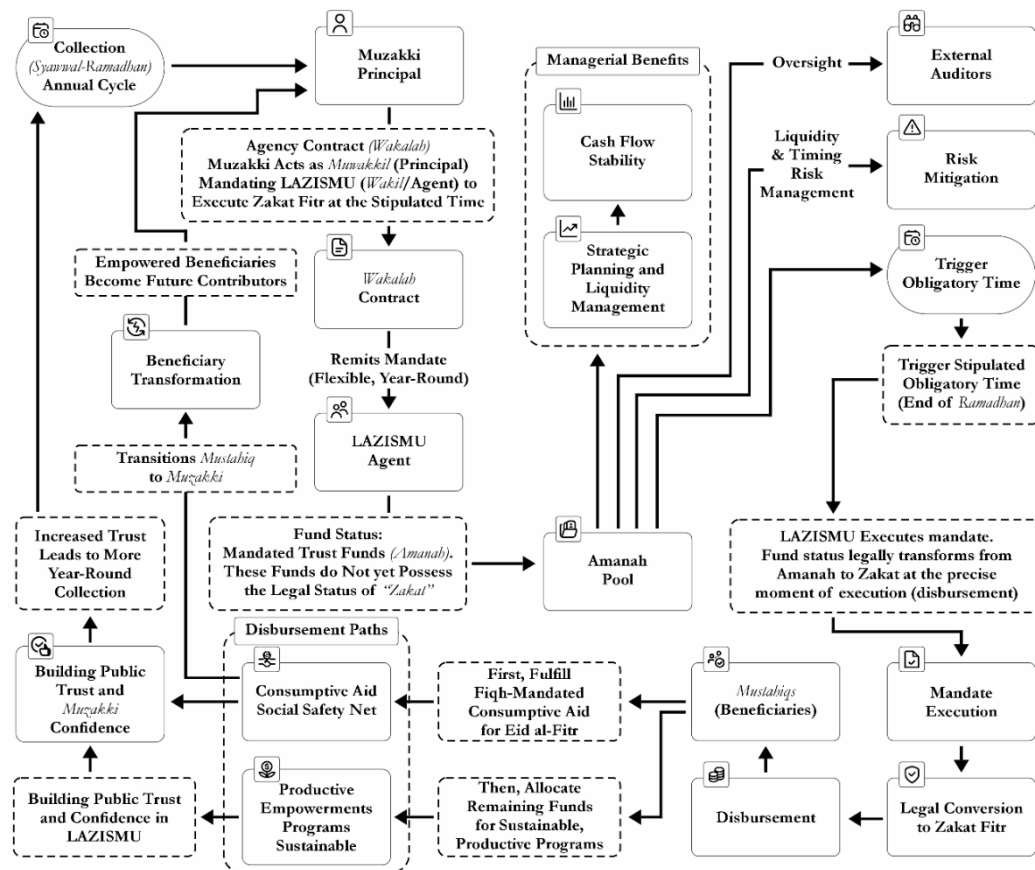 Collection
(Syawwal-Ramadhan)
Annual Cycle
Muzakki
Principal
Agency Contract (Wakalah)
Muzakki Acts as Muwakkil (Principal)
Mandating LAZISMU (Wakil/Agent) to
Execute Zakat Fitr at the Stipulated Time
Wakalah
Contract
Remits Mandate
(Flexible, Year-Round)
LAZISMU
Agent
Fund Status:
Mandated Trust Funds (Amanah).
These Funds do Not yet Possess
the Legal Status of "Zakat"
Empowered Beneficiaries
Become Future Contributors
Beneficiary
Transformation
Transitions Mustahiq
to Muzakki
Increased Trust
Leads to More
Year-Round
Collection
Building Public
Trust and
Muzakki
Confidence
Building Public Trust
and Confidence in
LAZISMU
Managerial Benefits
Cash Flow
Stability
Strategic
Planning and
Liquidity
Management
Amanah
Pool
Oversight
External
Auditors
Liquidity
& Timing
Risk
Management
Risk
Mitigation
Trigger
Obligatory Time
Trigger Stipulated
Obligatory Time
(End of Ramadhan)
LAZISMU Executes mandate.
Fund status legally transforms from
Amanah to Zakat at the precise
moment of execution (disbursement)
Mandate
Execution
Legal Conversion
to Zakat Fitr
Disbursement
Mustahiqs
(Beneficiaries)
First, Fulfill
Fiqh-Mandated
Consumptive Aid
for Eid al-Fitr
Then, Allocate
Remaining Funds
for Sustainable,
Productive Programs
Disbursement Paths
Consumptive Aid
Social Safety Net
Productive
Empowerments
Programs
Sustainable